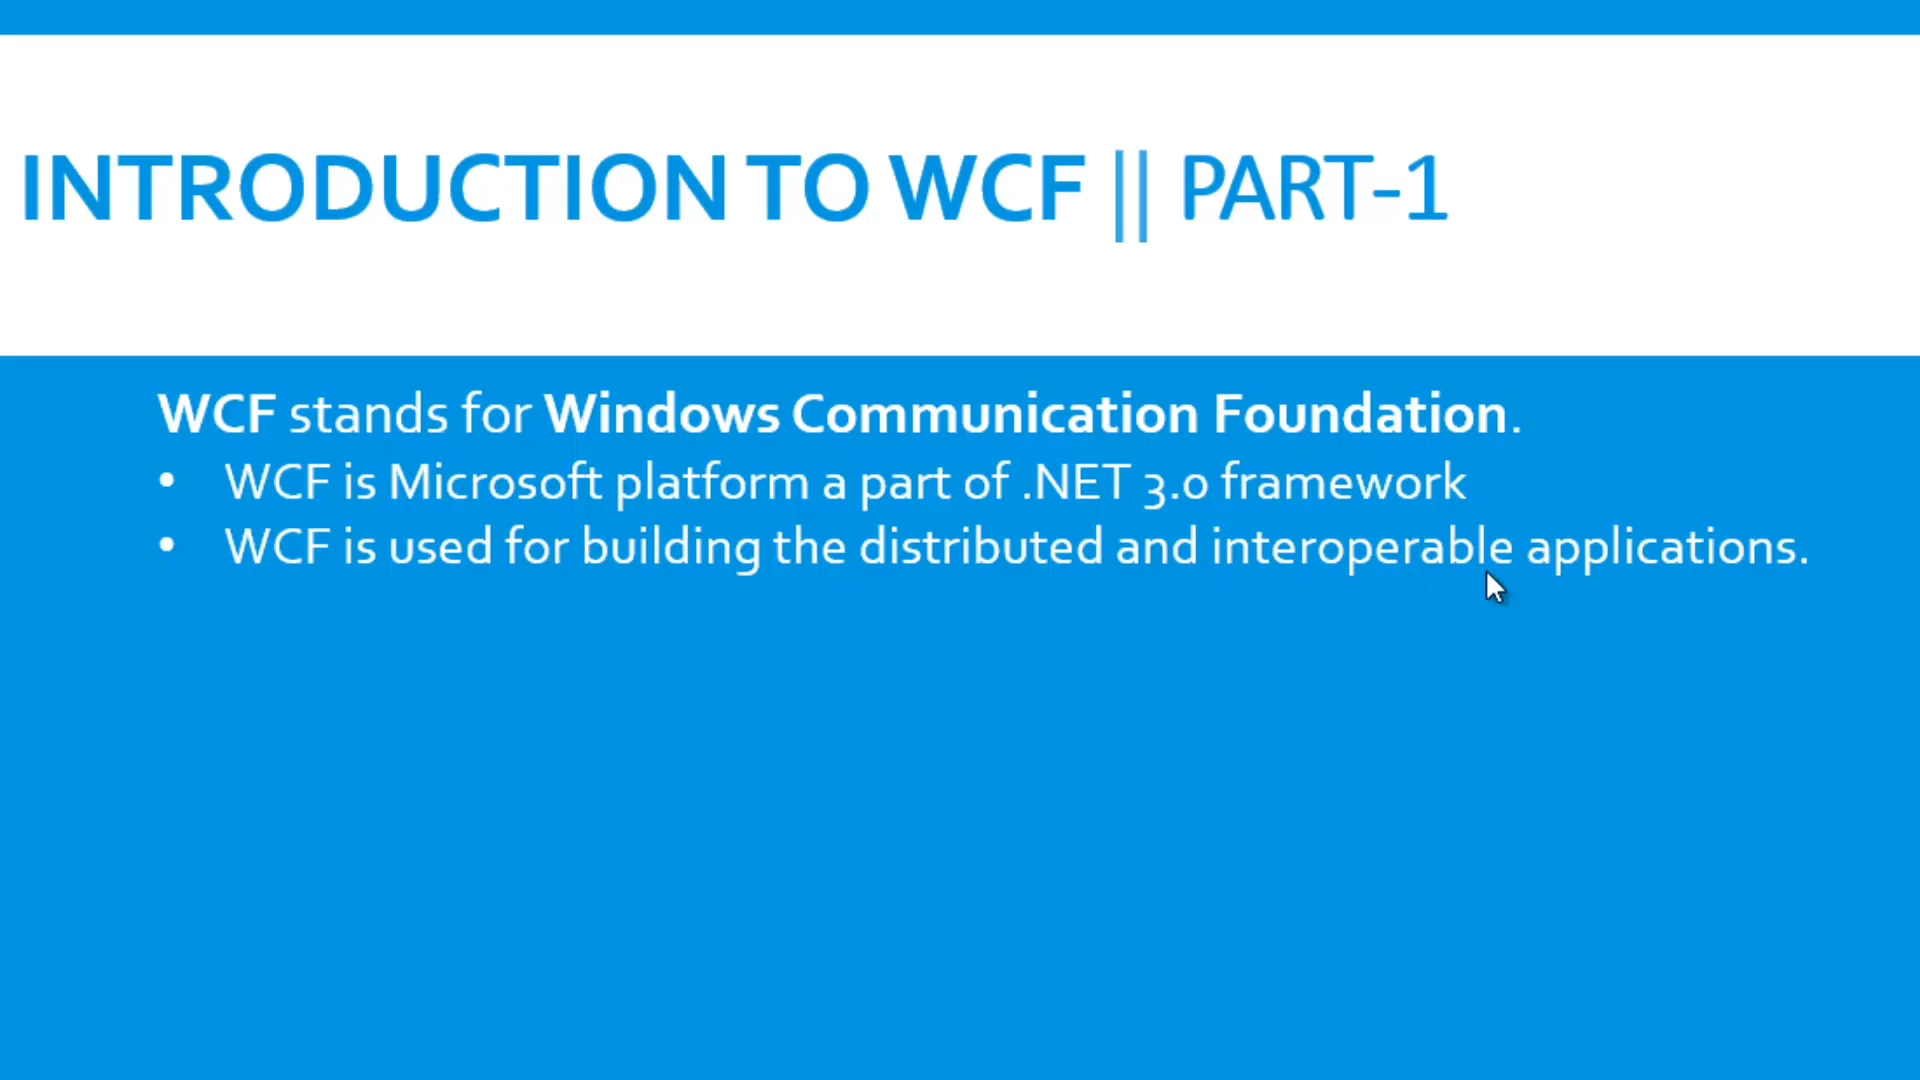 INTRODUCTION TO WCF || PART-1
WCF stands for Windows Communication Foundation.
• WCF is Microsoft platform a part of .NET 3.0 framework
• WCF is used for building the distributed and interoperable applications.